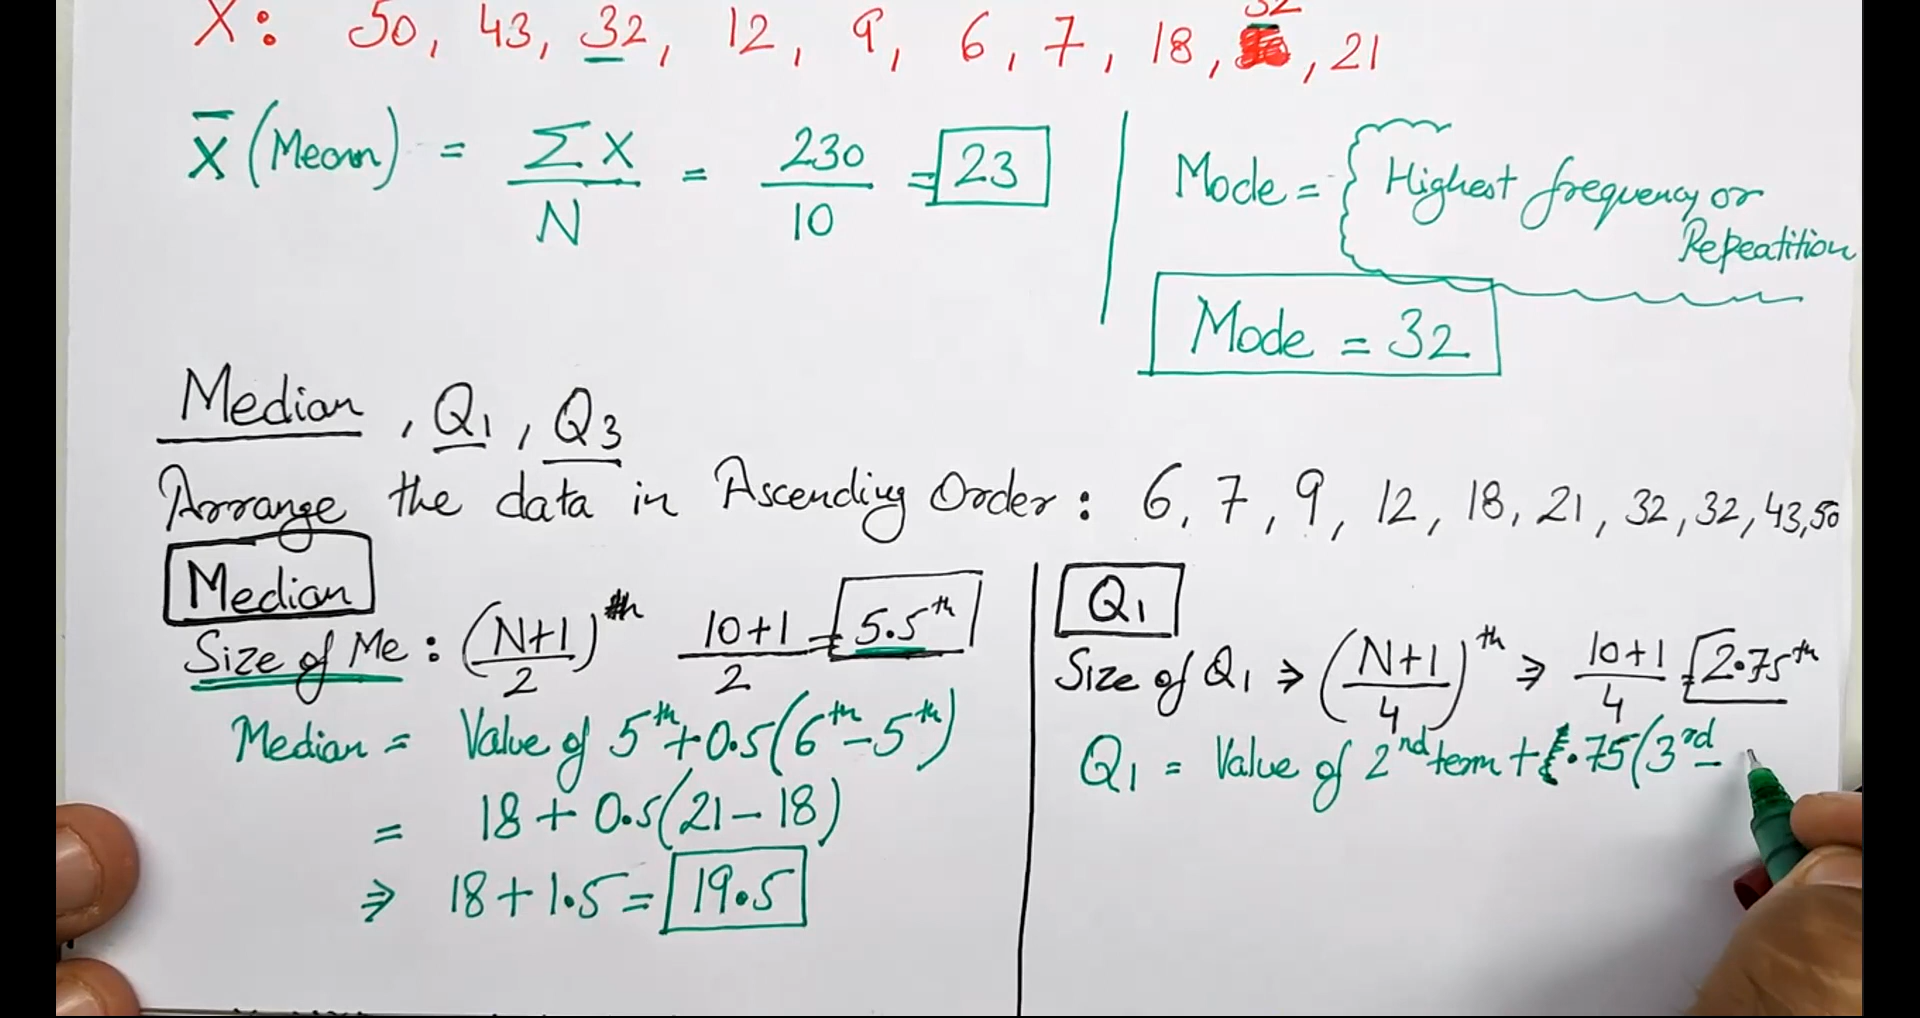 X: 50, 43, 32, 12, 9, 6, 7, 18, 32, 21
X̄ (Mean) = ΣX / N = 230 / 10 = 23
Mode = { Highest frequency or
Repeatition
Mode = 32
Median, Q1, Q3
Arrange the data in Ascending Order: 6, 7, 9, 12, 18, 21, 32, 32, 43, 50
Median
Size of Me : (N+1 / 2)th 10+1 / 2 = 5.5th
Median = Value of 5th + 0.5(6th – 5th)
= 18 + 0.5(21 – 18)
⇒ 18 + 1.5 = 19.5
Q1
Size of Q1 ⇒ (N+1 / 4)th ⇒ 10+1 / 4 = 2.75th
Q1 = Value of 2nd term + .75(3rd –